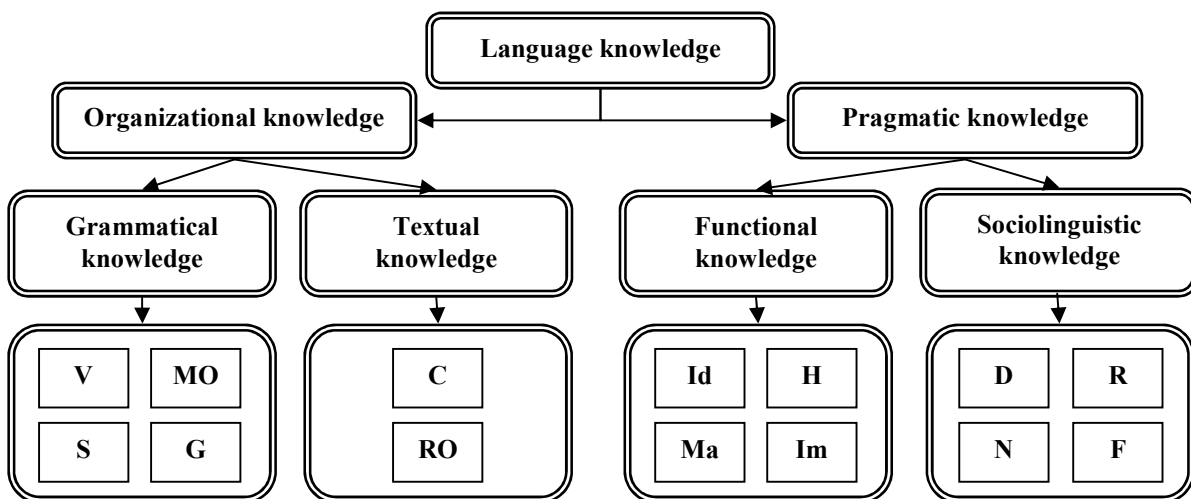 Language knowledge
Organizational knowledge
Pragmatic knowledge
Grammatical
knowledge
Textual
knowledge
Functional
knowledge
Sociolinguistic
knowledge
V
MO
S
G
C
RO
Id
H
Ma
Im
D
R
N
F